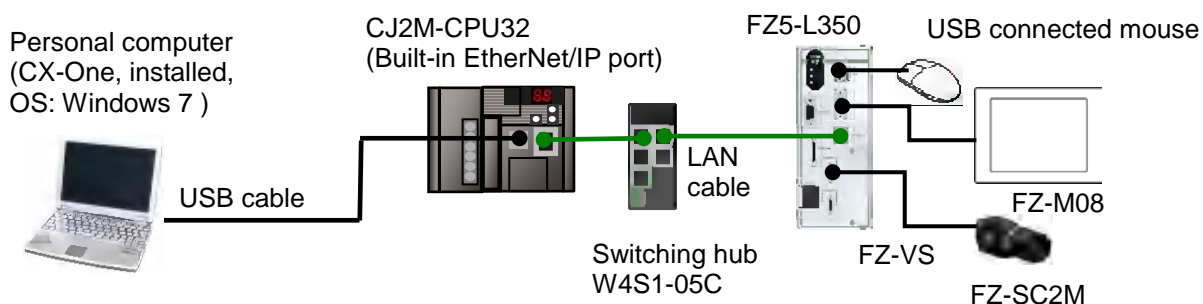 Personal computer
(CX-One, installed,
OS: Windows 7 )
CJ2M-CPU32
(Built-in EtherNet/IP port)
FZ5-L350
USB connected mouse
USB cable
LAN
cable
Switching hub
W4S1-05C
FZ-VS
FZ-M08
FZ-SC2M